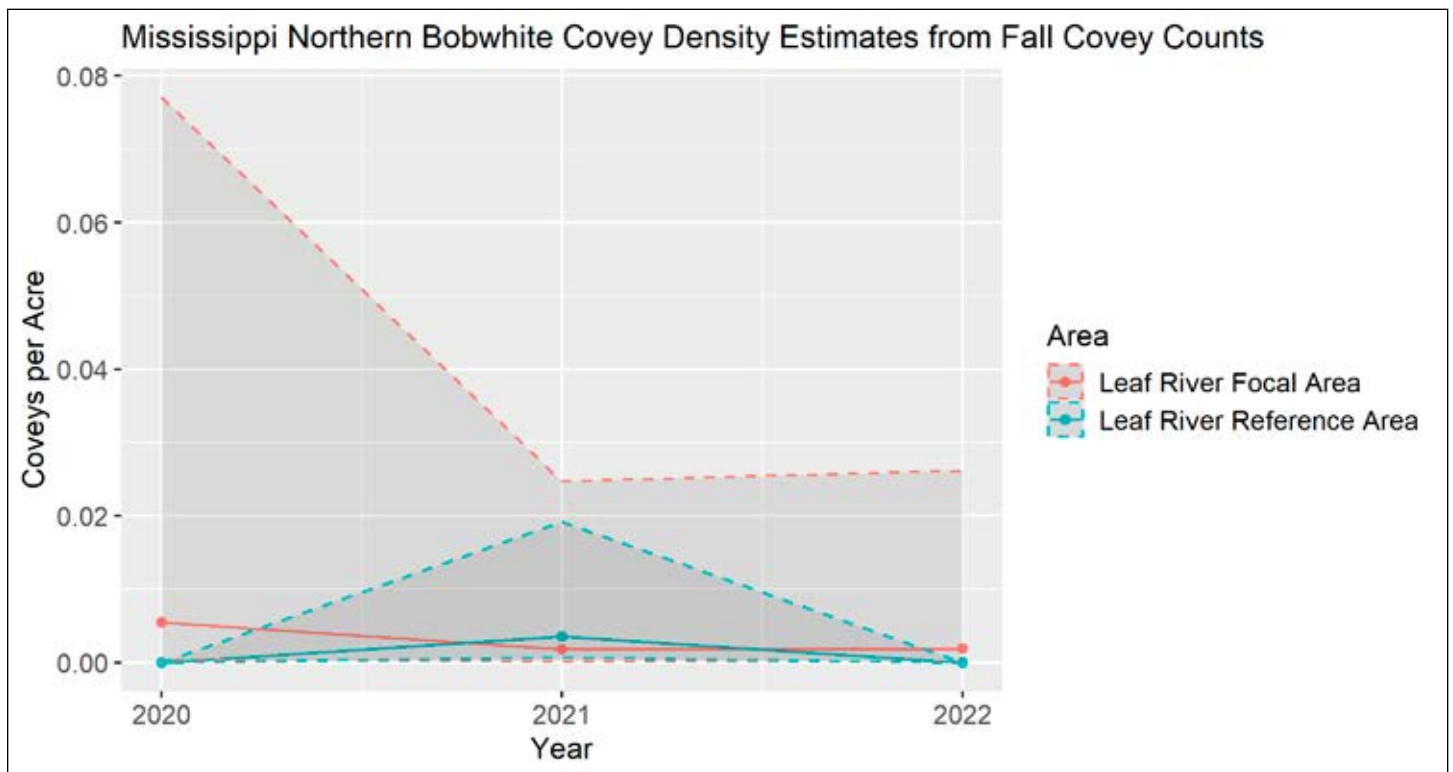 Mississippi Northern Bobwhite Covey Density Estimates from Fall Covey Counts
0.08
0.06
0.04
0.02
0.00
Coveys per Acre
2020
2021
2022
Year
Area
Leaf River Focal Area
Leaf River Reference Area